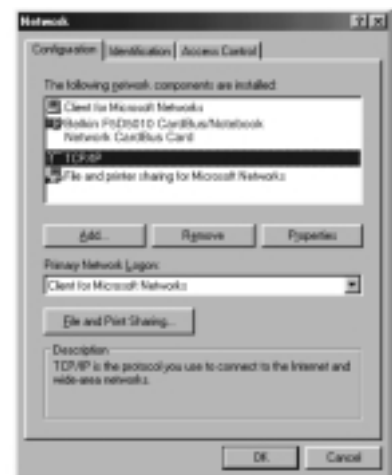 Network
Configuration Identification Access Control
The following network components are installed:
Client for Microsoft Networks
Belkin F5D5010 CardBus/Notebook
Network CardBus Card
TCP/IP
File and printer sharing for Microsoft Networks
Add... Remove Properties
Primary Network Logon:
Client for Microsoft Networks
File and Print Sharing...
Description
TCP/IP is the protocol you use to connect to the Internet and
wide-area networks.
OK Cancel